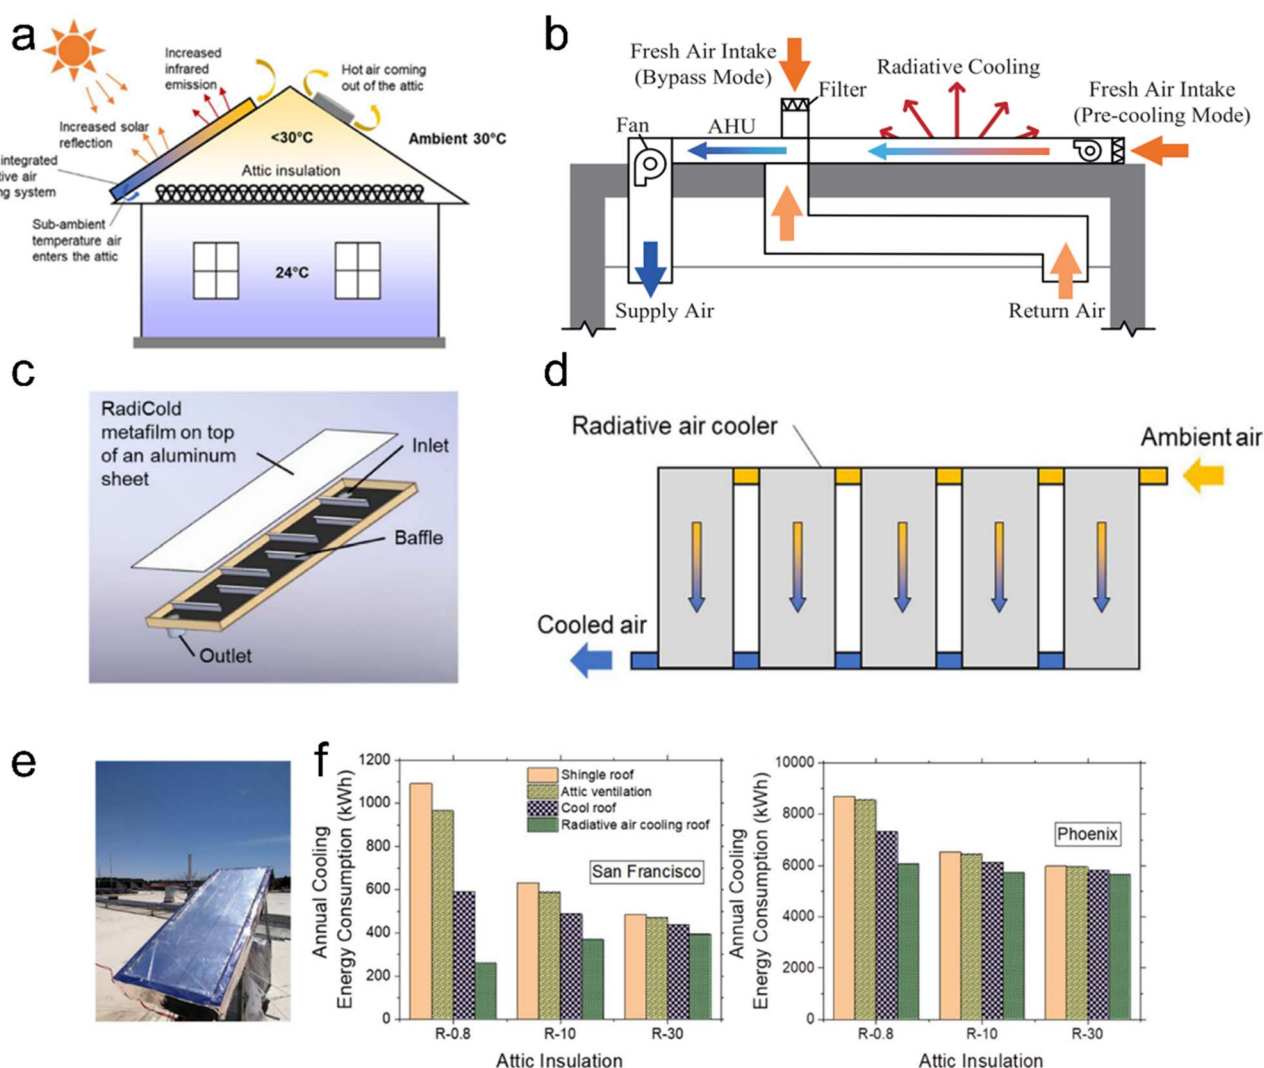 a
Increased
infrared
emission
Hot air coming
out of the attic
Increased solar
reflection
<30°C
Ambient 30°C
integrated
tive air
ng system
Attic insulation
Sub-ambient
temperature air
enters the attic
24°C
b
Fresh Air Intake
(Bypass Mode)
Filter
Radiative Cooling
Fresh Air Intake
(Pre-cooling Mode)
Fan
AHU
Supply Air
Return Air
c
RadiCold
metafilm on top
of an aluminum
sheet
Inlet
Baffle
Outlet
d
Radiative air cooler
Ambient air
Cooled air
e
f
Annual Cooling
Energy Consumption (kWh)
1200
1000
800
600
400
200
0
Shingle roof
Attic ventilation
Cool roof
Radiative air cooling roof
San Francisco
R-0.8
R-10
R-30
Attic Insulation
Annual Cooling
Energy Consumption (kWh)
10000
8000
6000
4000
2000
0
Phoenix
R-0.8
R-10
R-30
Attic Insulation